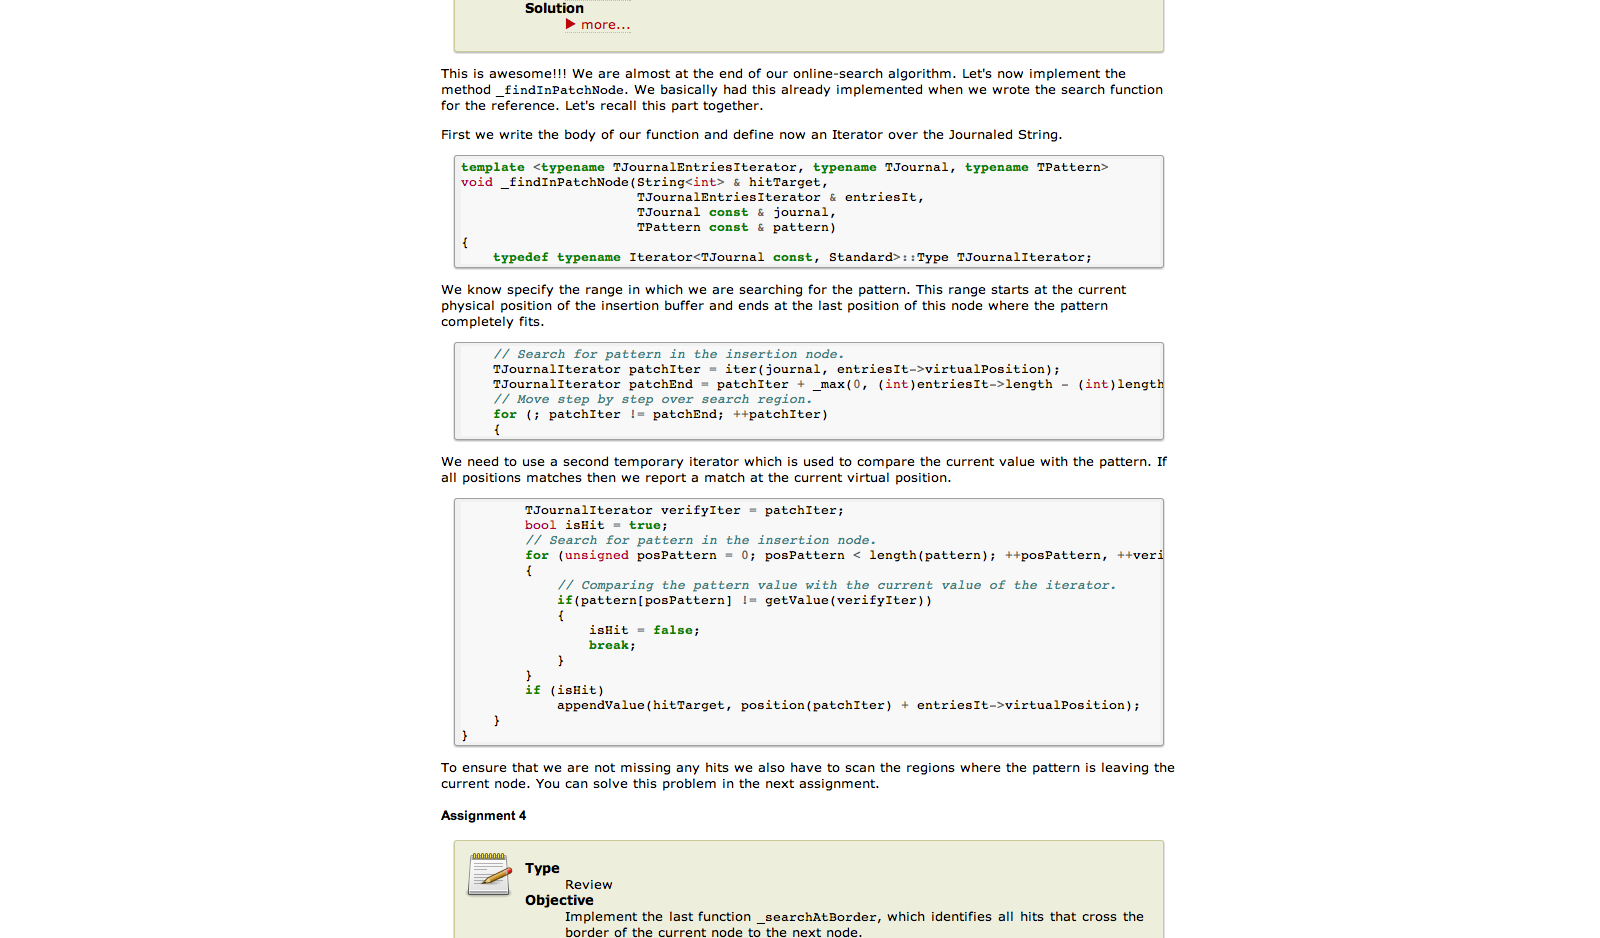 Solution
▶ more...
This is awesome!!! We are almost at the end of our online-search algorithm. Let's now implement the
method _findInPatchNode. We basically had this already implemented when we wrote the search function
for the reference. Let's recall this part together.
First we write the body of our function and define now an Iterator over the Journaled String.
template <typename TJournalEntriesIterator, typename TJournal, typename TPattern>
void _findInPatchNode(String<int> & hitTarget,
                      TJournalEntriesIterator & entriesIt,
                      TJournal const & journal,
                      TPattern const & pattern)
{
    typedef typename Iterator<TJournal const, Standard>::Type TJournalIterator;
We know specify the range in which we are searching for the pattern. This range starts at the current
physical position of the insertion buffer and ends at the last position of this node where the pattern
completely fits.
    // Search for pattern in the insertion node.
    TJournalIterator patchIter = iter(journal, entriesIt->virtualPosition);
    TJournalIterator patchEnd = patchIter + _max(0, (int)entriesIt->length - (int)length
    // Move step by step over search region.
    for (; patchIter != patchEnd; ++patchIter)
    {
We need to use a second temporary iterator which is used to compare the current value with the pattern. If
all positions matches then we report a match at the current virtual position.
        TJournalIterator verifyIter = patchIter;
        bool isHit = true;
        // Search for pattern in the insertion node.
        for (unsigned posPattern = 0; posPattern < length(pattern); ++posPattern, ++veri
        {
            // Comparing the pattern value with the current value of the iterator.
            if(pattern[posPattern] != getValue(verifyIter))
            {
                isHit = false;
                break;
            }
        }
        if (isHit)
            appendValue(hitTarget, position(patchIter) + entriesIt->virtualPosition);
    }
}
To ensure that we are not missing any hits we also have to scan the regions where the pattern is leaving the
current node. You can solve this problem in the next assignment.
Assignment 4
Type
Review
Objective
Implement the last function _searchAtBorder, which identifies all hits that cross the
border of the current node to the next node.